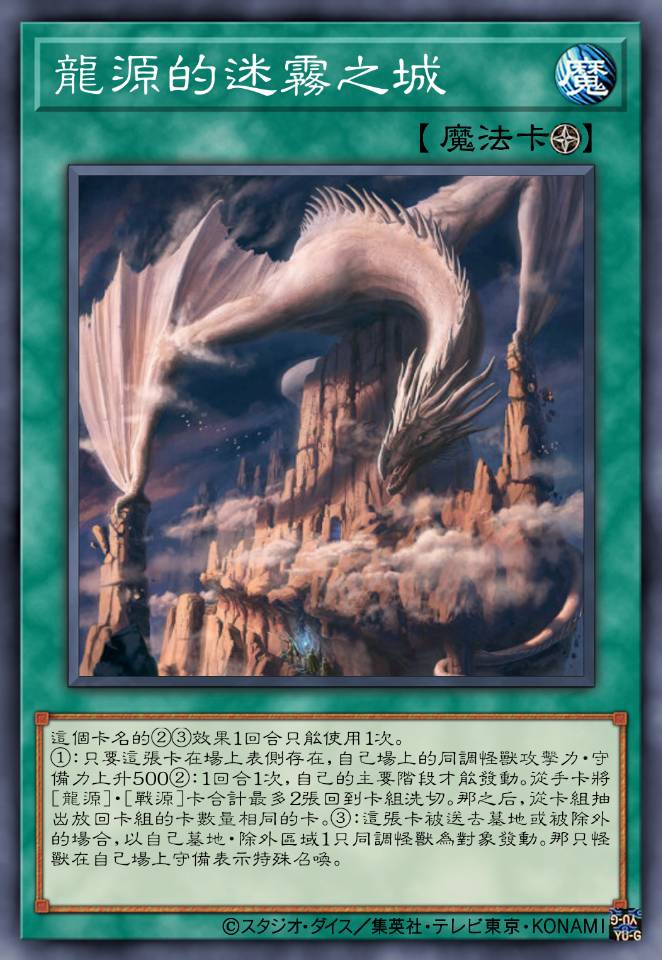 龍源的迷霧之城
魔
【魔法卡】
這個卡名的②③效果1回合只能使用1次。
①:只要這張卡在場上表側存在,自己場上的同調怪獸攻擊力·守
備力上升500②:1回合1次,自己的主要階段才能發動。從手卡將
[龍源]·[戰源]卡合計最多2張回到卡組洗切。那之后,從卡組抽
出放回卡組的卡數量相同的卡。③:這張卡被送去墓地或被除外
的場合,以自己墓地·除外區域1只同調怪獸為對象發動。那只怪
獸在自己場上守備表示特殊召喚。
©スタジオ・ダイス／集英社・テレビ東京・KONAMI
YU-G
YU-G